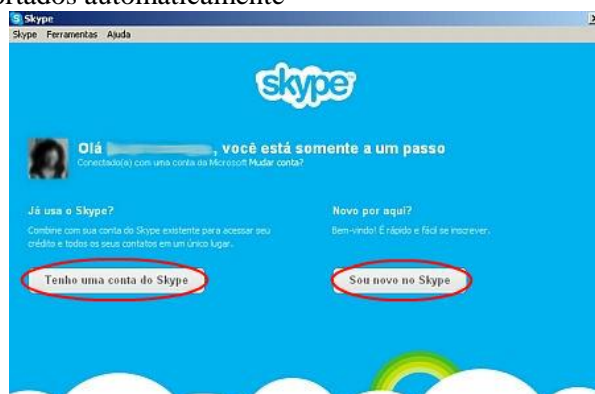 ortados automaticamente
Skype
Skype Ferramentas Ajuda
skype
Olá , você está somente a um passo
Conectado(a) com uma conta da Microsoft Mudar conta?
Já usa o Skype?
Combine com sua conta do Skype existente para acessar seu
crédito e todos os seus contatos em um único lugar.
Tenho uma conta do Skype
Novo por aqui?
Bem-vindo! É rápido e fácil se inscrever.
Sou novo no Skype